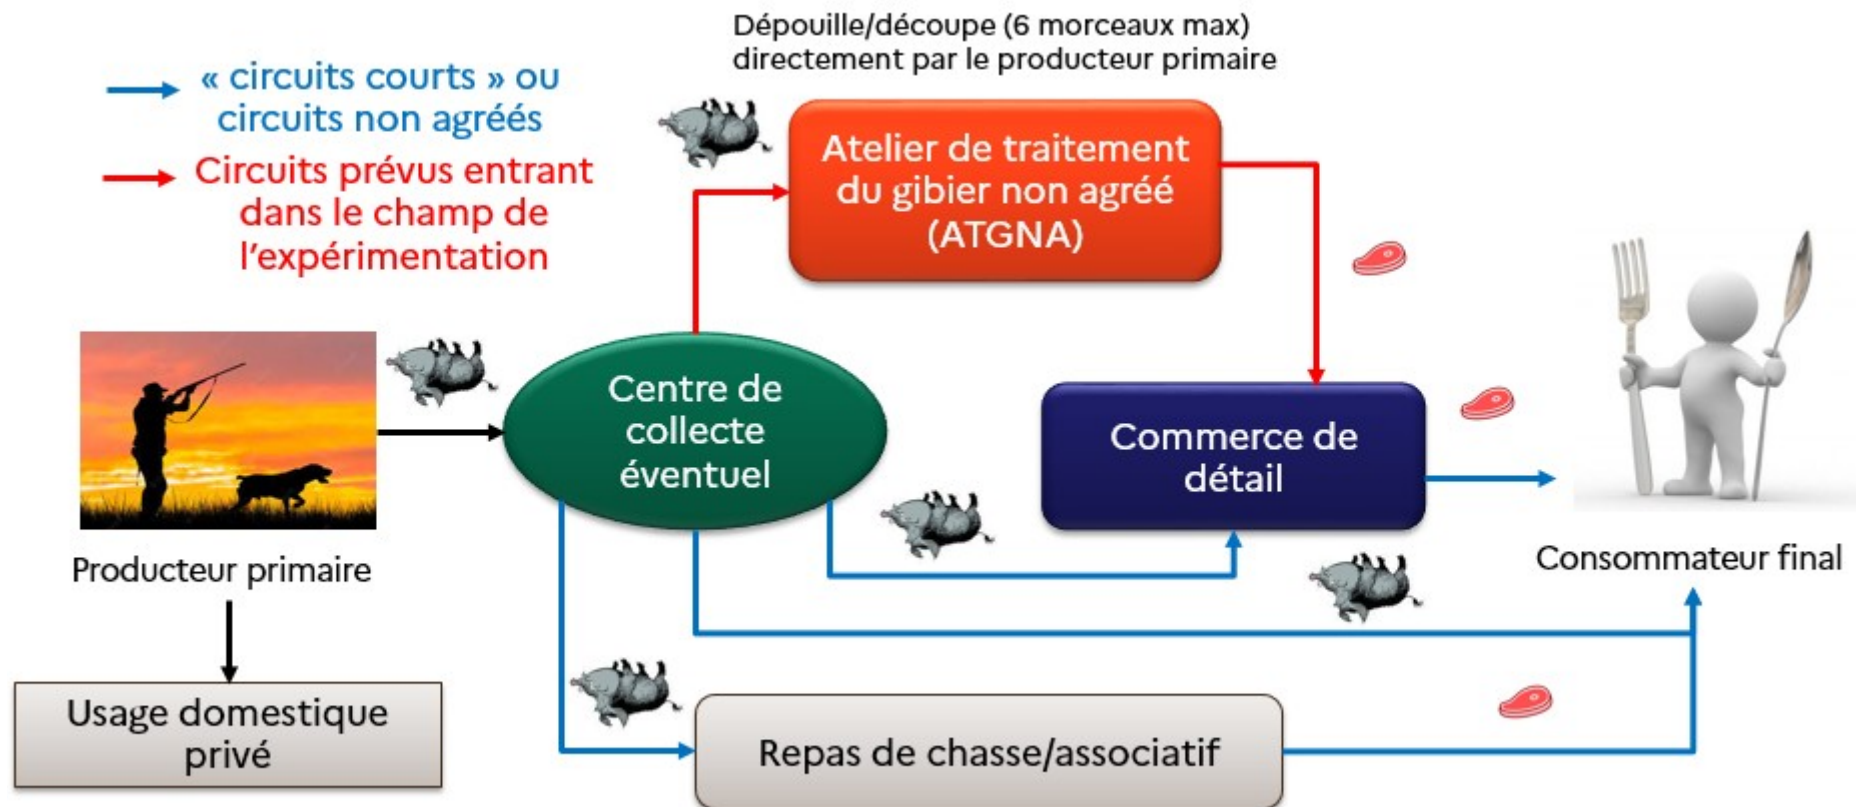 Dépouille/découpe (6 morceaux max)
directement par le producteur primaire
« circuits courts » ou
circuits non agréés
Circuits prévus entrant
dans le champ de
l'expérimentation
Atelier de traitement
du gibier non agréé
(ATGNA)
Centre de
collecte
éventuel
Commerce de
détail
Producteur primaire
Consommateur final
Usage domestique
privé
Repas de chasse/associatif